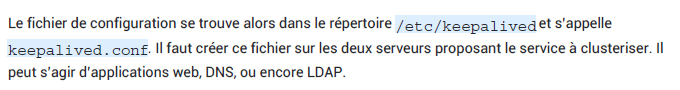 Le fichier de configuration se trouve alors dans le répertoire /etc/keepalived et s'appelle
keepalived.conf. Il faut créer ce fichier sur les deux serveurs proposant le service à clusteriser. Il
peut s'agir d'applications web, DNS, ou encore LDAP.